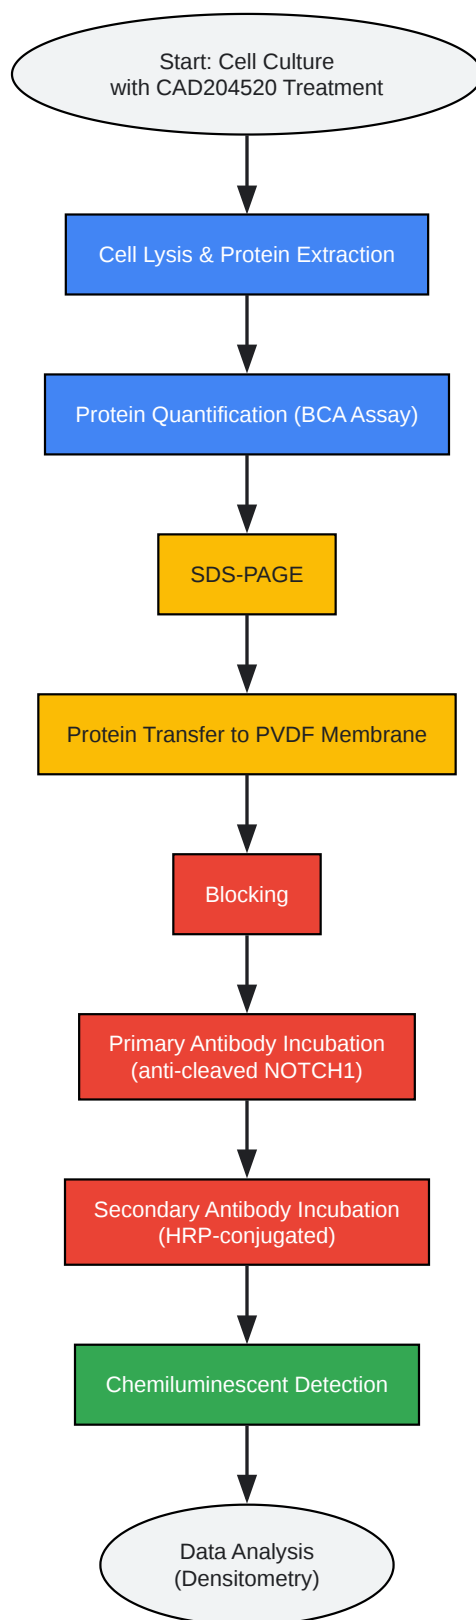 Start: Cell Culture
with CAD204520 Treatment
Cell Lysis & Protein Extraction
Protein Quantification (BCA Assay)
SDS-PAGE
Protein Transfer to PVDF Membrane
Blocking
Primary Antibody Incubation
(anti-cleaved NOTCH1)
Secondary Antibody Incubation
(HRP-conjugated)
Chemiluminescent Detection
Data Analysis
(Densitometry)